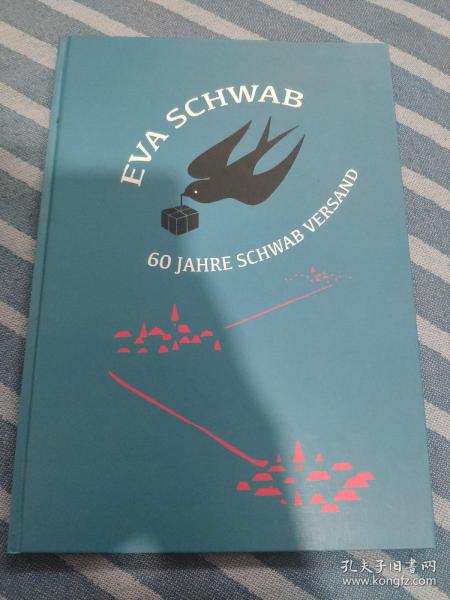 EVA SCHWAB
60 JAHRE SCHWAB VERSAND
孔夫子旧书网
www.kongfz.com